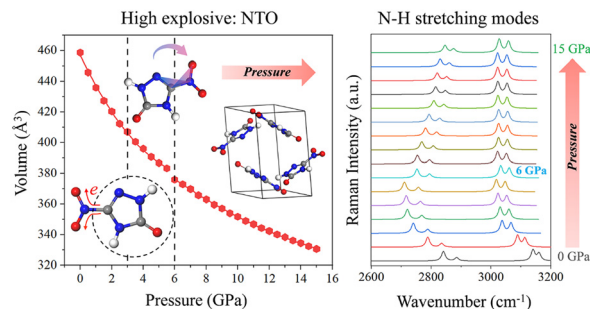 High explosive: NTO
N-H stretching modes
460
440
420
400
380
360
340
320
Volume (Å³)
0 2 4 6 8 10 12 14 16
Pressure (GPa)
Pressure
e
Raman Intensity (a.u.)
15 GPa
6 GPa
0 GPa
Pressure
2600 2800 3000 3200
Wavenumber (cm⁻¹)